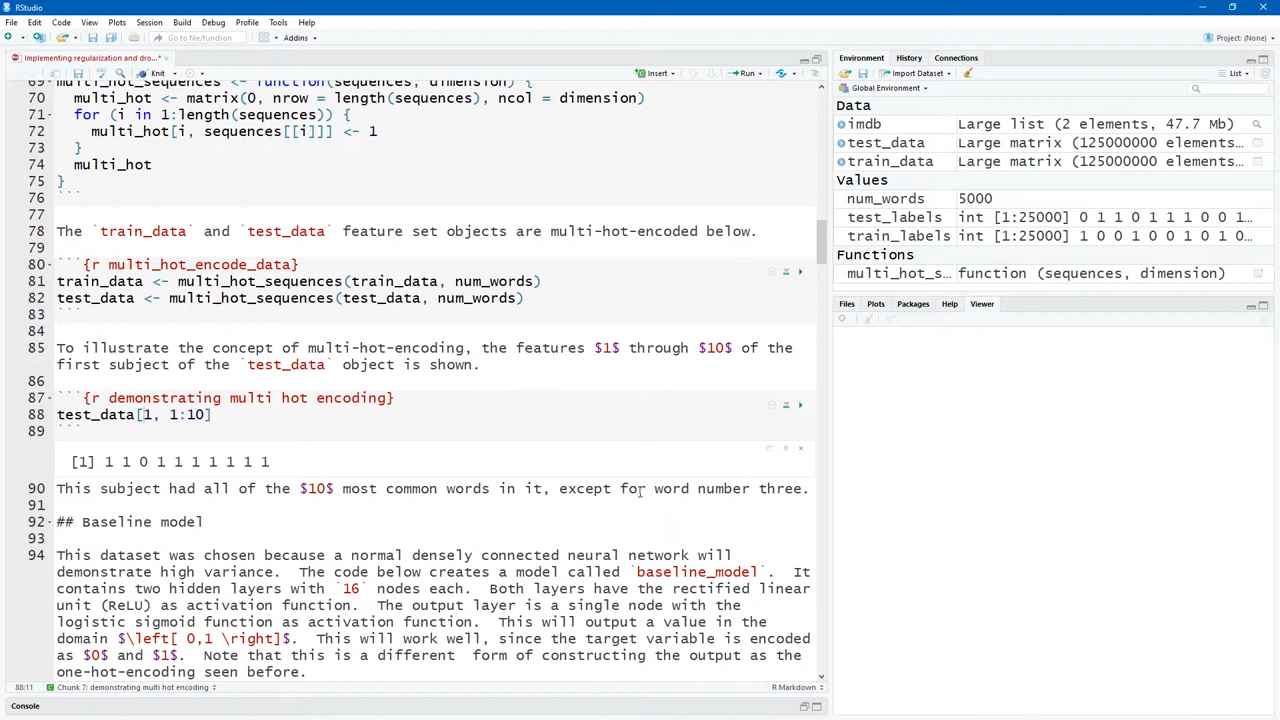 RStudio
File Edit Code View Plots Session Build Debug Profile Tools Help
Go to file/function
Addins
Project: (None)
Implementing regularization and dro...*
Knit
Insert
Run
69 multi_hot_sequences <- function(sequences, dimension) {
70 multi_hot <- matrix(0, nrow = length(sequences), ncol = dimension)
71 for (i in 1:length(sequences)) {
72 multi_hot[i, sequences[[i]]] <- 1
73 }
74 multi_hot
75 }
76 ```
77
78 The `train_data` and `test_data` feature set objects are multi-hot-encoded below.
79
80 ```{r multi_hot_encode_data}
81 train_data <- multi_hot_sequences(train_data, num_words)
82 test_data <- multi_hot_sequences(test_data, num_words)
83 ```
84
85 To illustrate the concept of multi-hot-encoding, the features $1$ through $10$ of the
first subject of the `test_data` object is shown.
86
87 ```{r demonstrating multi hot encoding}
88 test_data[1, 1:10]
89 ```
[1] 1 1 0 1 1 1 1 1 1 1
90 This subject had all of the $10$ most common words in it, except for word number three.
91
92 ## Baseline model
93
94 This dataset was chosen because a normal densely connected neural network will
demonstrate high variance. The code below creates a model called `baseline_model`. It
contains two hidden layers with `16` nodes each. Both layers have the rectified linear
unit (ReLU) as activation function. The output layer is a single node with the
logistic sigmoid function as activation function. This will output a value in the
domain $\left[ 0,1 \right]$. This will work well, since the target variable is encoded
as $0$ and $1$. Note that this is a different form of constructing the output as the
one-hot-encoding seen before.
88:11 Chunk 7: demonstrating multi hot encoding R Markdown
Console
Environment History Connections
Import Dataset List
Global Environment
Data
imdb Large list (2 elements, 47.7 Mb)
test_data Large matrix (125000000 elements...
train_data Large matrix (125000000 elements...
Values
num_words 5000
test_labels int [1:25000] 0 1 1 0 1 1 1 0 0 1...
train_labels int [1:25000] 1 0 0 1 0 0 1 0 1 0...
Functions
multi_hot_s... function (sequences, dimension)
Files Plots Packages Help Viewer